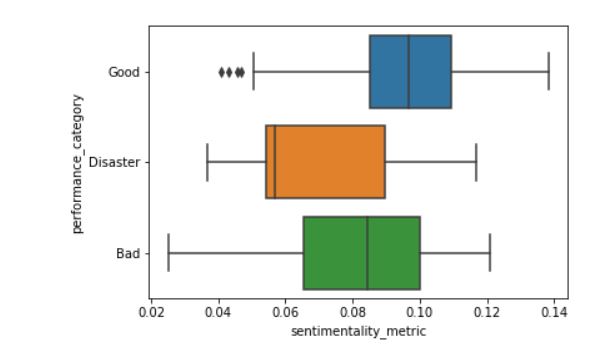 Good
Disaster
Bad
performance_category
0.02 0.04 0.06 0.08 0.10 0.12 0.14
sentimentality_metric